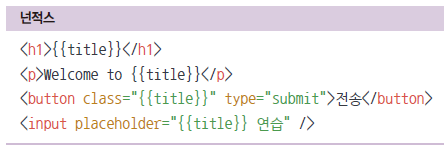 넌적스
<h1>{{title}}</h1>
<p>Welcome to {{title}}</p>
<button class="{{title}}" type="submit">전송</button>
<input placeholder="{{title}} 연습" />